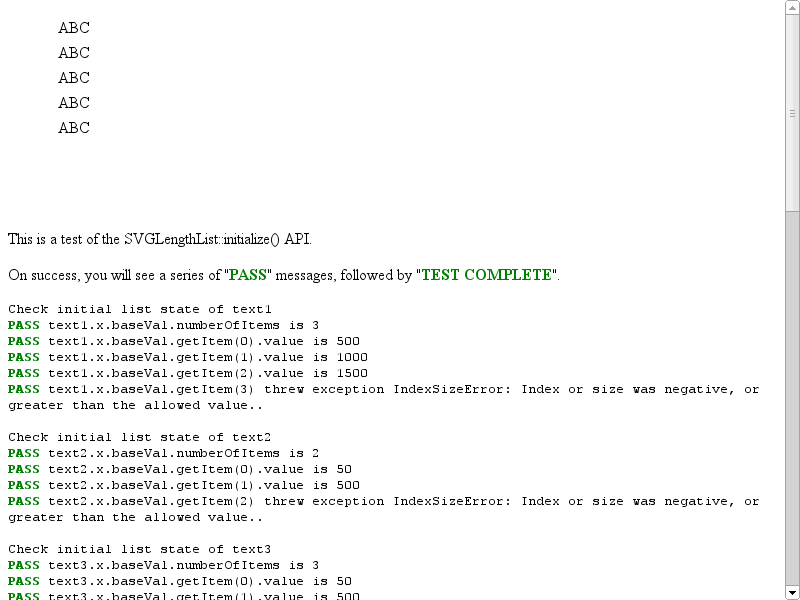 ABC
ABC
ABC
ABC
ABC
This is a test of the SVGLengthList::initialize() API.
On success, you will see a series of "PASS" messages, followed by "TEST COMPLETE".
Check initial list state of text1
PASS text1.x.baseVal.numberOfItems is 3
PASS text1.x.baseVal.getItem(0).value is 500
PASS text1.x.baseVal.getItem(1).value is 1000
PASS text1.x.baseVal.getItem(2).value is 1500
PASS text1.x.baseVal.getItem(3) threw exception IndexSizeError: Index or size was negative, or
greater than the allowed value..
Check initial list state of text2
PASS text2.x.baseVal.numberOfItems is 2
PASS text2.x.baseVal.getItem(0).value is 50
PASS text2.x.baseVal.getItem(1).value is 500
PASS text2.x.baseVal.getItem(2) threw exception IndexSizeError: Index or size was negative, or
greater than the allowed value..
Check initial list state of text3
PASS text3.x.baseVal.numberOfItems is 3
PASS text3.x.baseVal.getItem(0).value is 50
PASS text3.x.baseVal.getItem(1).value is 500